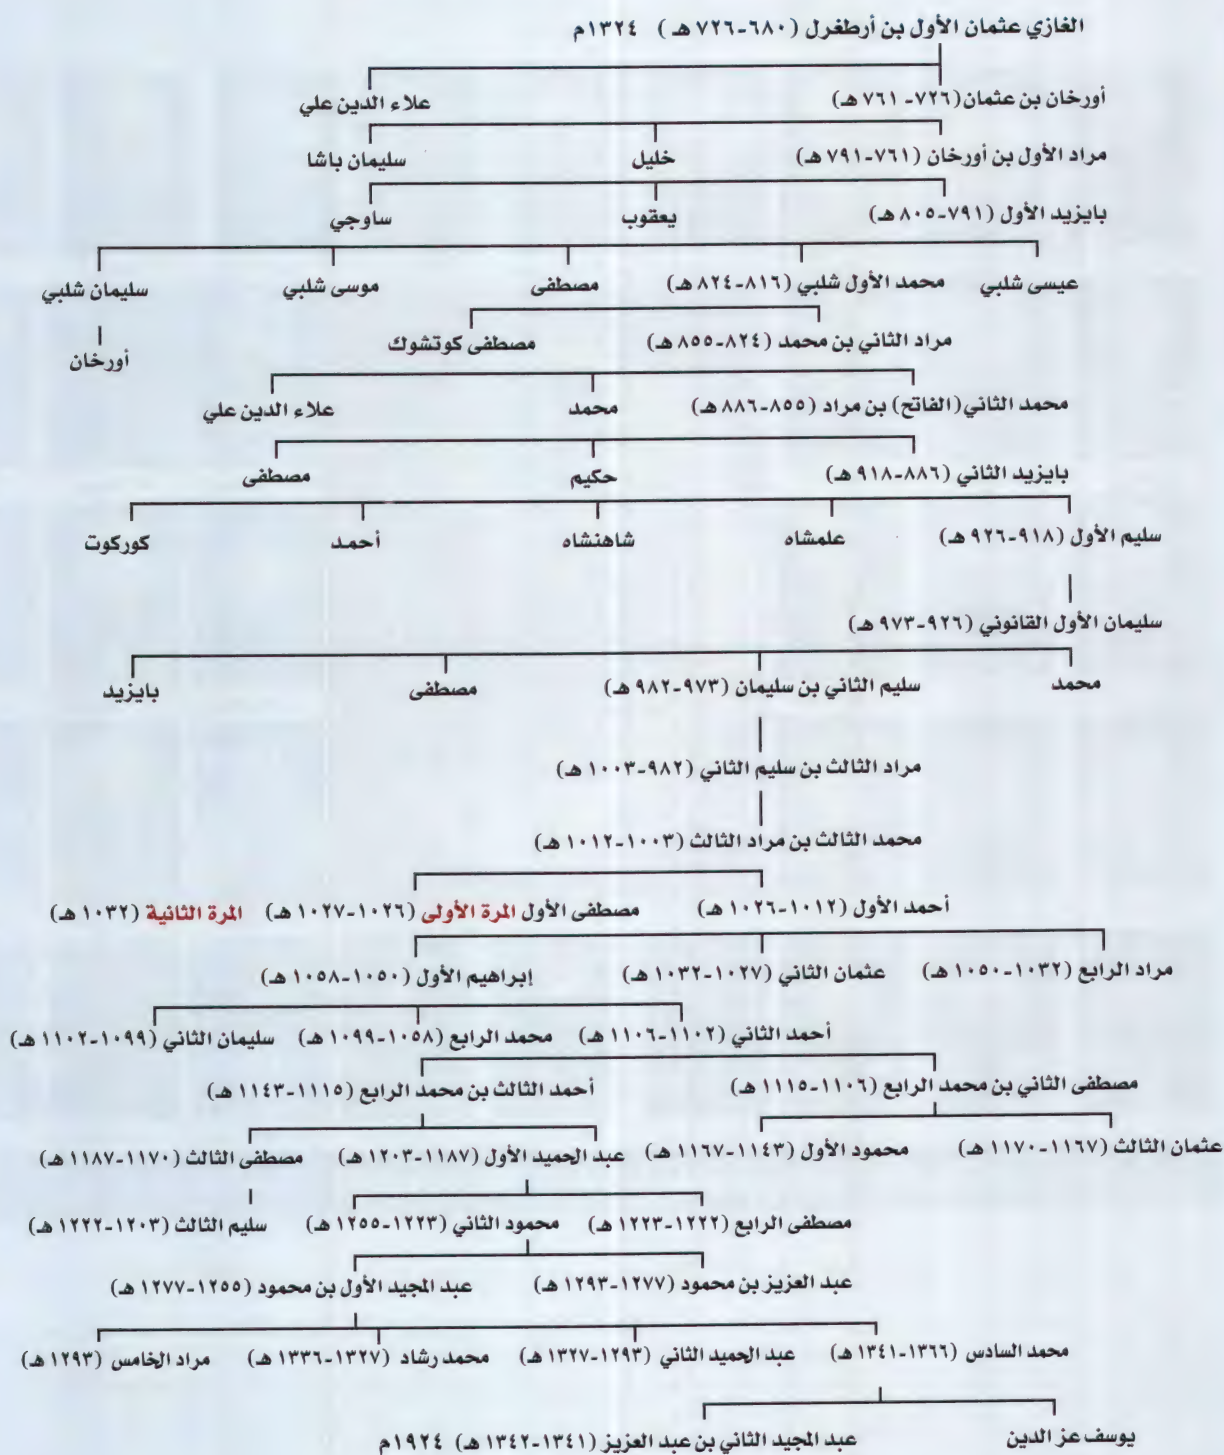 الغازي عثمان الأول بن أرطغرل (٦٨٠-٧٢٦ هـ) ١٣٢٤م
أورخان بن عثمان (٧٢٦- ٧٦١ هـ) علاء الدين علي
مراد الأول بن أورخان (٧٦١-٧٩١ هـ) خليل سليمان باشا
بايزيد الأول (٧٩١-٨٠٥ هـ) يعقوب ساوجي
عيسى شلبي محمد الأول شلبي (٨١٦-٨٢٤ هـ) مصطفى موسى شلبي سليمان شلبي
أورخان
مراد الثاني بن محمد (٨٢٤-٨٥٥ هـ) مصطفى كوتشوك
محمد الثاني (الفاتح) بن مراد (٨٥٥-٨٨٦ هـ) محمد علاء الدين علي
بايزيد الثاني (٨٨٦-٩١٨ هـ) حكيم مصطفى
سليم الأول (٩١٨-٩٢٦ هـ) علمشاه شاهنشاه أحمد كوركوت
سليمان الأول القانوني (٩٢٦-٩٧٣ هـ)
محمد سليم الثاني بن سليمان (٩٧٣-٩٨٢ هـ) مصطفى بايزيد
مراد الثالث بن سليم الثاني (٩٨٢-١٠٠٣ هـ)
محمد الثالث بن مراد الثالث (١٠٠٣-١٠١٢ هـ)
أحمد الأول (١٠١٢-١٠٢٦ هـ) مصطفى الأول المرة الأولى (١٠٢٦-١٠٢٧ هـ) المرة الثانية (١٠٣٢ هـ)
مراد الرابع (١٠٣٢-١٠٥٠ هـ) عثمان الثاني (١٠٢٧-١٠٣٢ هـ) إبراهيم الأول (١٠٥٠-١٠٥٨ هـ)
أحمد الثاني (١١٠٢-١١٠٦ هـ) محمد الرابع (١٠٥٨-١٠٩٩ هـ) سليمان الثاني (١٠٩٩-١١٠٢ هـ)
مصطفى الثاني بن محمد الرابع (١١٠٦-١١١٥ هـ) أحمد الثالث بن محمد الرابع (١١١٥-١١٤٣ هـ)
عثمان الثالث (١١٦٧-١١٧٠ هـ) محمود الأول (١١٤٣-١١٦٧ هـ) عبد الحميد الأول (١١٨٧-١٢٠٣ هـ) مصطفى الثالث (١١٧٠-١١٨٧ هـ)
مصطفى الرابع (١٢٢٢-١٢٢٣ هـ) محمود الثاني (١٢٢٣-١٢٥٥ هـ) سليم الثالث (١٢٠٣-١٢٢٢ هـ)
عبد العزيز بن محمود (١٢٧٧-١٢٩٣ هـ) عبد المجيد الأول بن محمود (١٢٥٥-١٢٧٧ هـ)
محمد السادس (١٣٦٦-١٣٤١ هـ) عبد الحميد الثاني (١٢٩٣-١٣٢٧ هـ) محمد رشاد (١٣٢٧-١٣٣٦ هـ) مراد الخامس (١٢٩٣ هـ)
يوسف عز الدين عبد المجيد الثاني بن عبد العزيز (١٣٤١-١٣٤٢ هـ) ١٩٢٤م